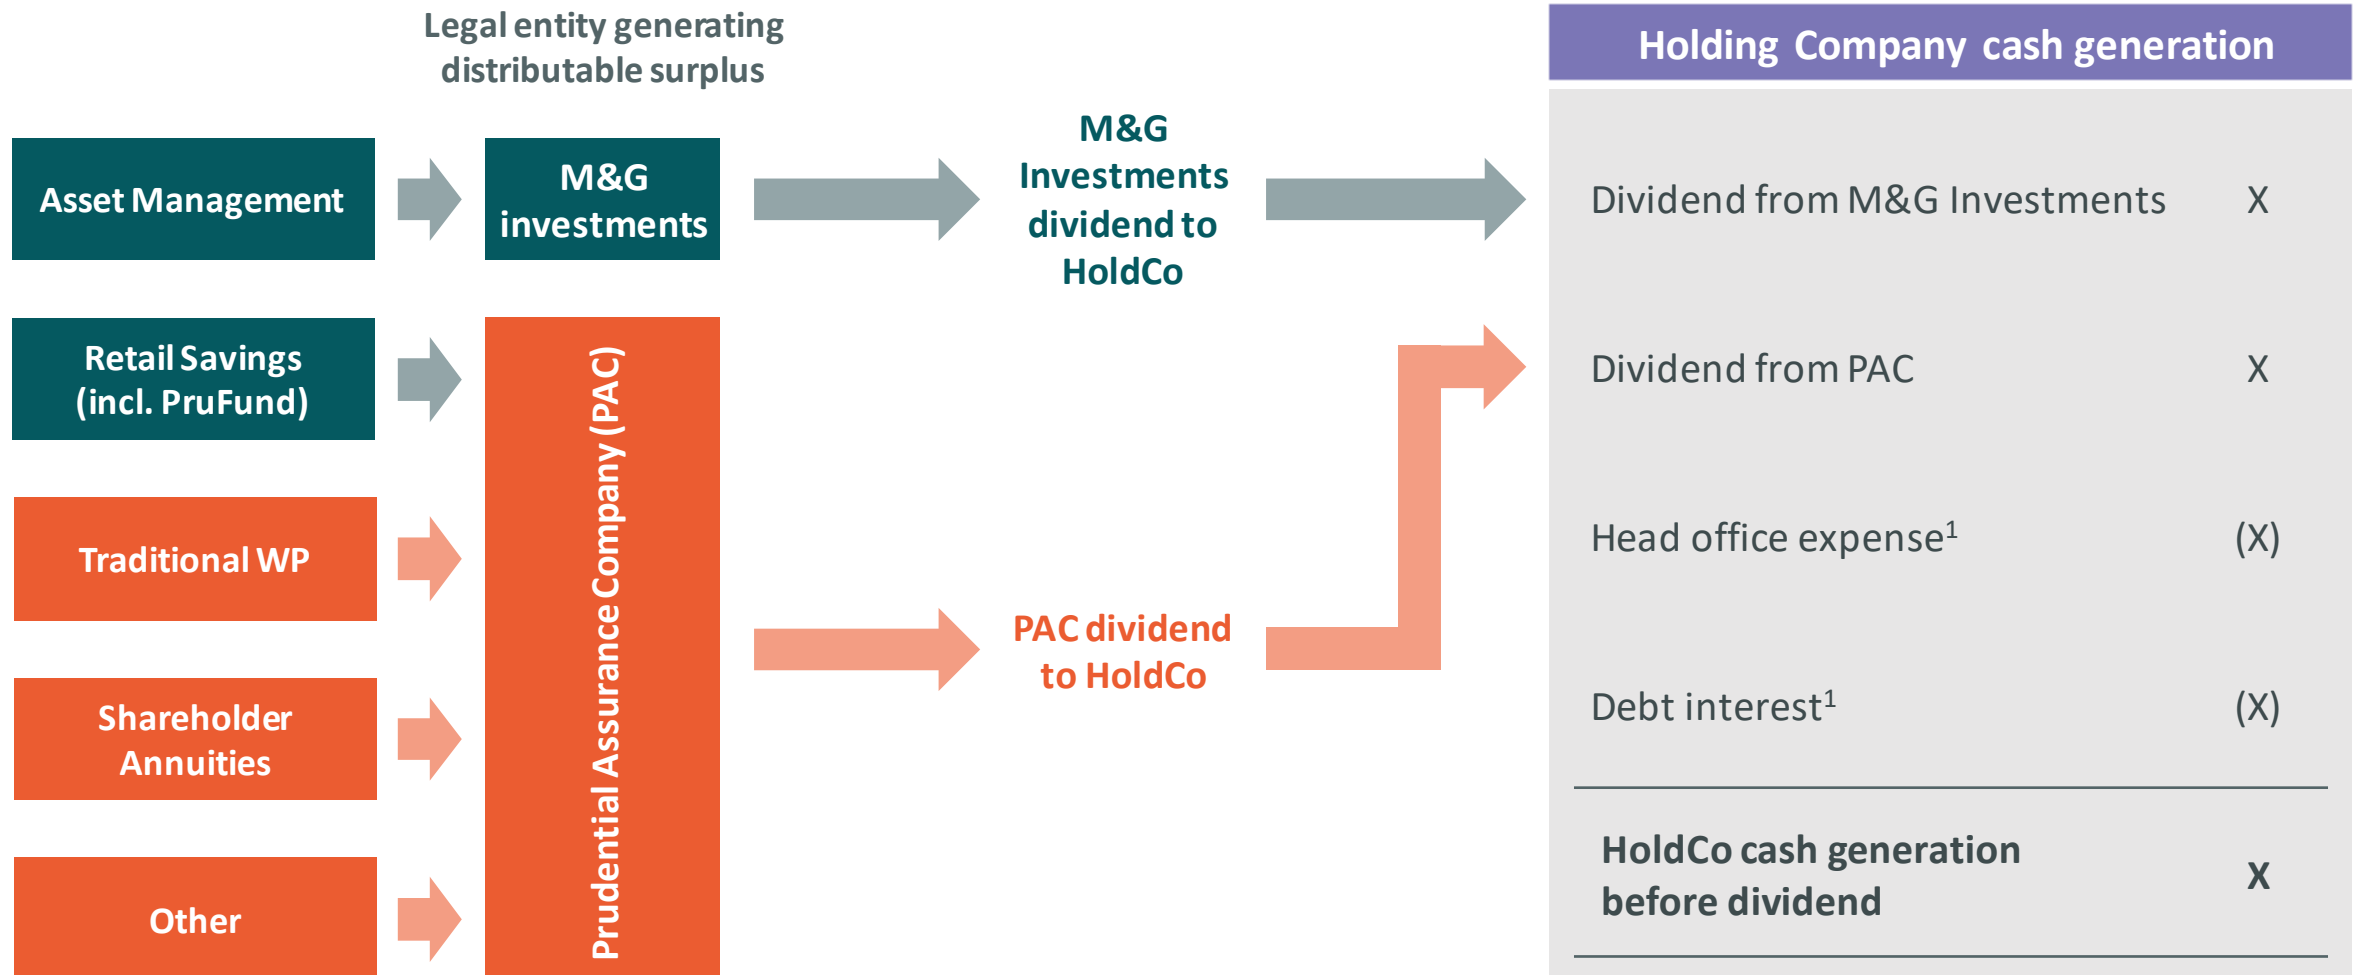 Legal entity generating
distributable surplus
Holding Company cash generation
Asset Management
M&G
investments
M&G
Investments
dividend to
HoldCo
Dividend from M&G Investments X
Retail Savings
(incl. PruFund)
Prudential Assurance Company (PAC)
Dividend from PAC X
Traditional WP
Head office expense¹ (X)
PAC dividend
to HoldCo
Shareholder
Annuities
Debt interest¹ (X)
Other
HoldCo cash generation
before dividend X